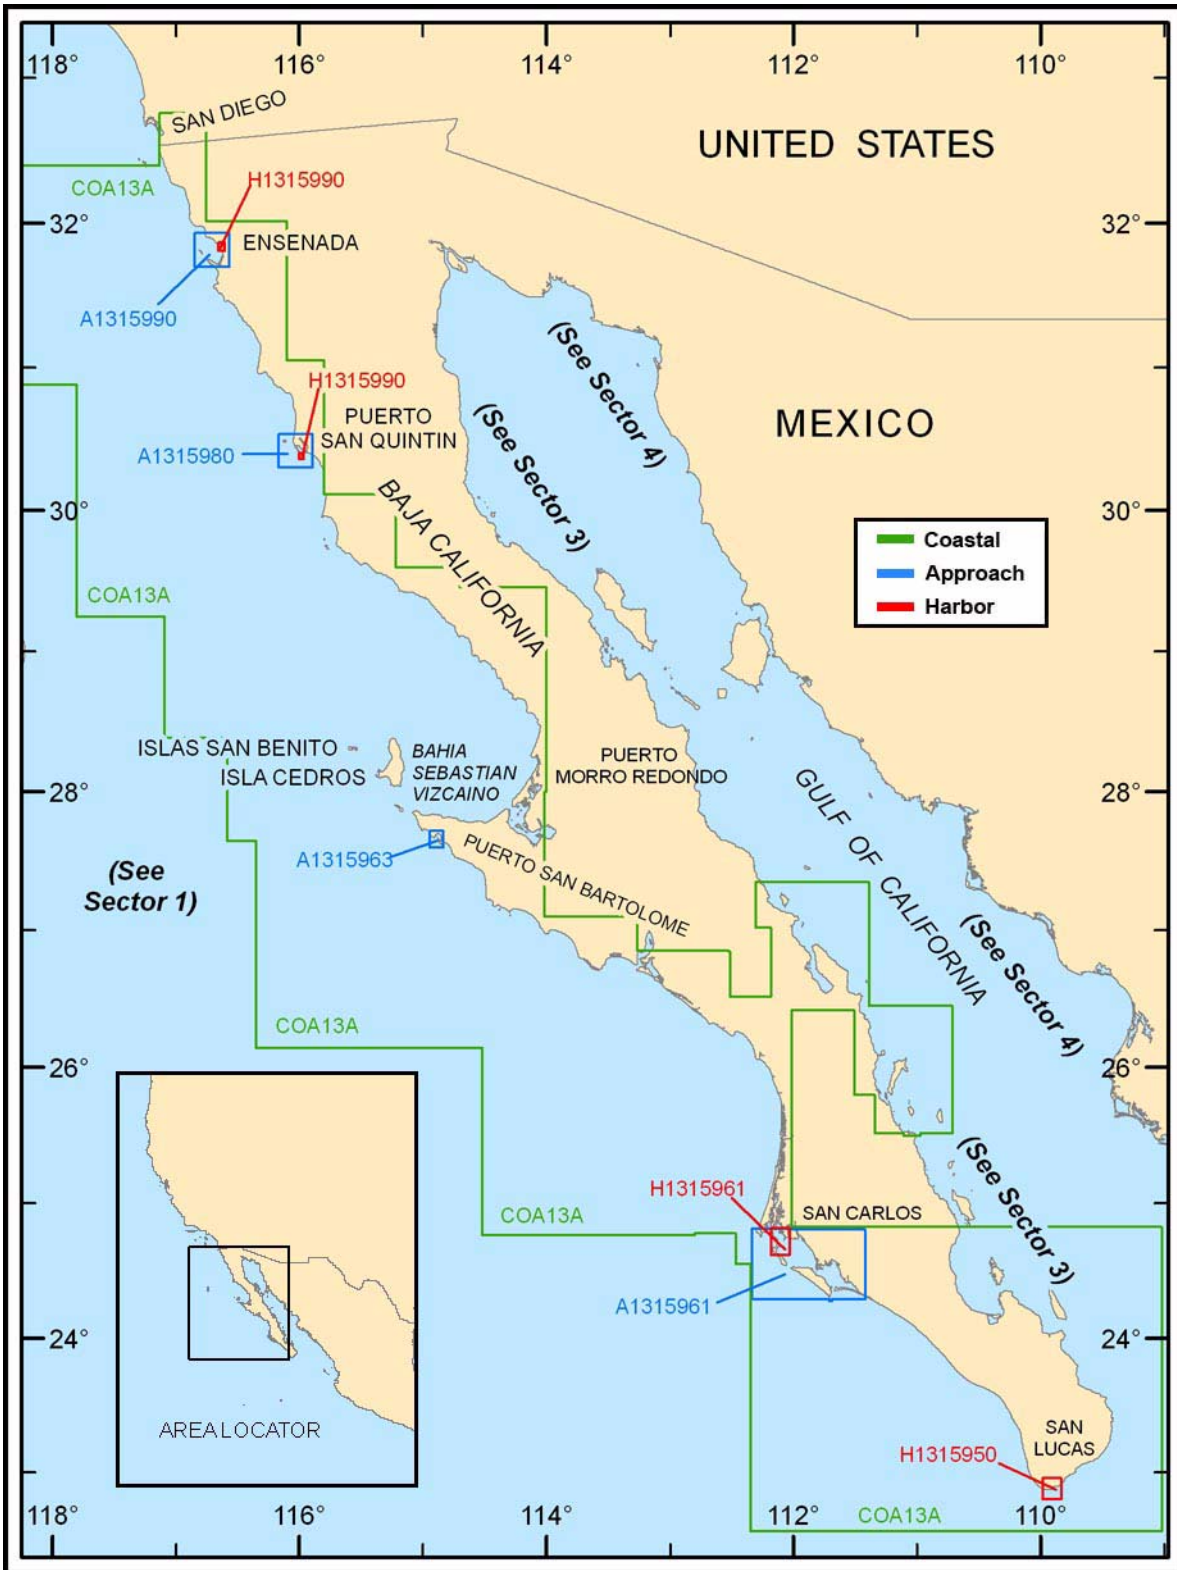 118°
116°
114°
112°
110°
SAN DIEGO
UNITED STATES
COA13A
H1315990
32°
32°
ENSENADA
A1315990
(See Sector 4)
H1315990
(See Sector 3)
PUERTO
SAN QUINTIN
MEXICO
A1315980
BAJA CALIFORNIA
30°
30°
Coastal
Approach
Harbor
COA13A
ISLAS SAN BENITO
ISLA CEDROS
BAHIA
SEBASTIAN
VIZCAINO
PUERTO
MORRO REDONDO
GULF OF CALIFORNIA
28°
28°
A1315963
PUERTO SAN BARTOLOME
(See
Sector 1)
(See Sector 4)
COA13A
26°
26°
(See Sector 3)
H1315961
COA13A
SAN CARLOS
A1315961
24°
24°
AREA LOCATOR
SAN
LUCAS
H1315950
COA13A
118°
116°
114°
112°
110°